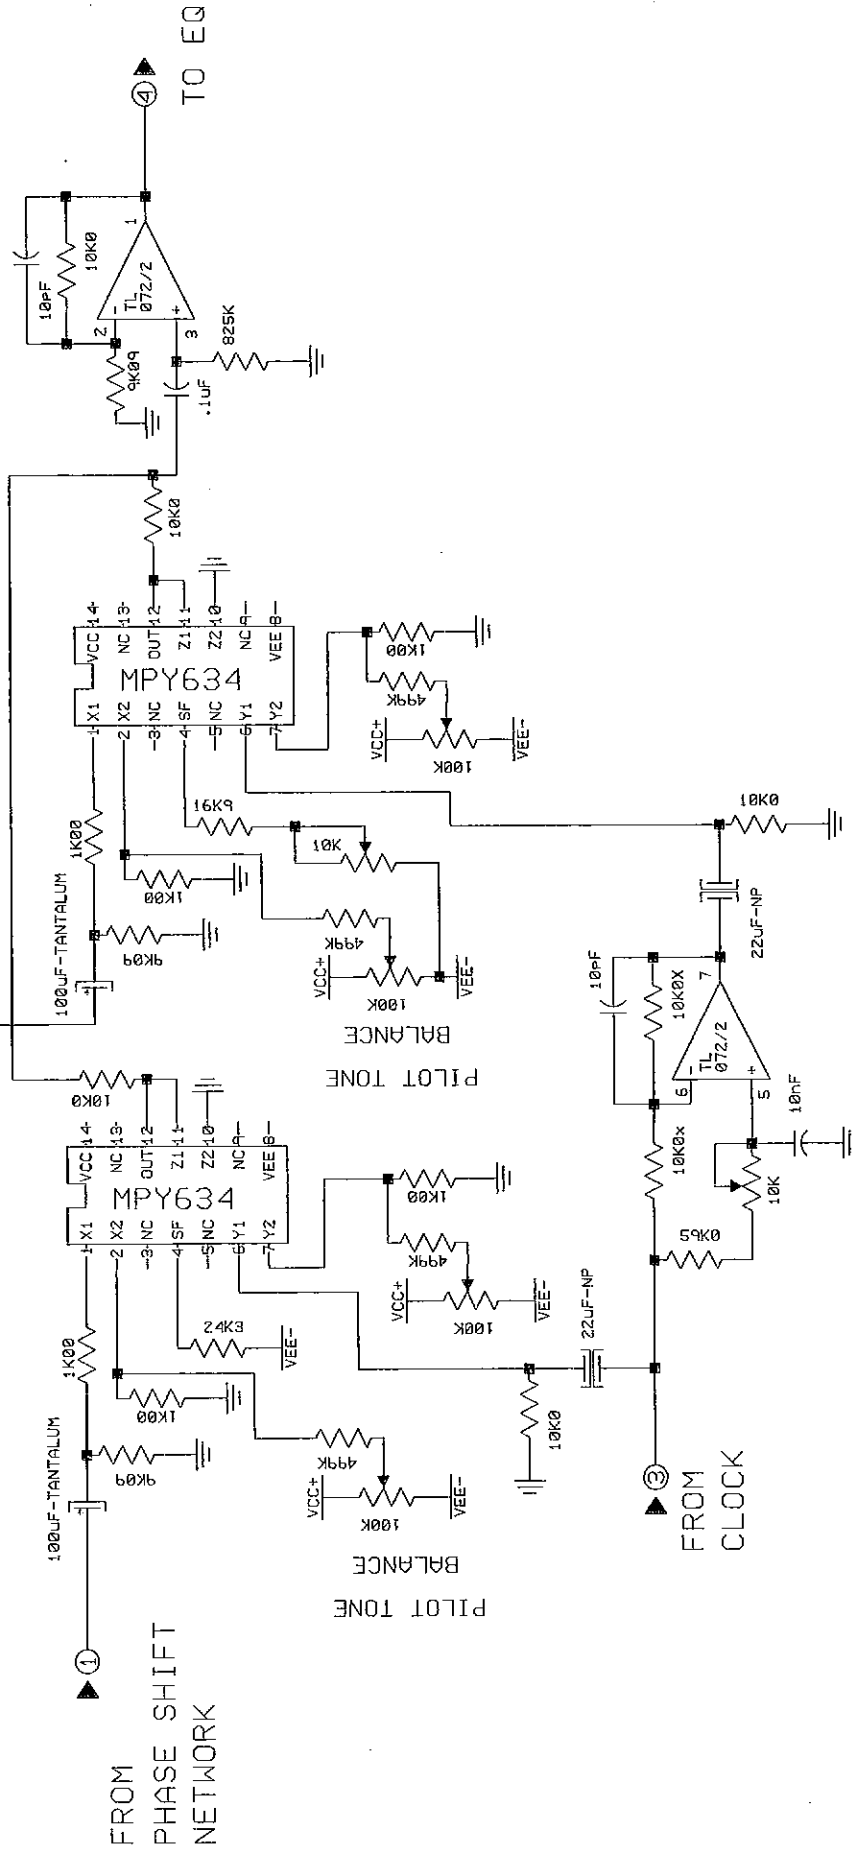 FROM
PHASE SHIFT
NETWORK
1
100uF-TANTALUM
9K09
1K00
1K00
499K
VCC+
100K
VEE-
PILOT TONE
BALANCE
24K3
VEE-
MPY634
1 X1
2 X2
3 NC
4 SF
5 NC
6 Y1
7 Y2
VCC 14
NC 13
OUT 12
Z1 11
Z2 10
NC 9
VEE 8
10K0
1K00
499K
VCC+
100K
VEE-
100uF-TANTALUM
9K09
1K00
1K00
499K
VCC+
100K
VEE-
PILOT TONE
BALANCE
16K9
10K
MPY634
1 X1
2 X2
3 NC
4 SF
5 NC
6 Y1
7 Y2
VCC 14
NC 13
OUT 12
Z1 11
Z2 10
NC 9
VEE 8
10K0
1K00
499K
VCC+
100K
VEE-
.1uF
825K
9K09
10pF
10K0
2
3
1
-
+
TL
072/2
4
TO EQ
FROM
CLOCK
3
22uF-NP
10K0
10K0x
10K
10nF
10pF
10K0X
6
5
7
-
+
TL
072/2
22uF-NP
10K0